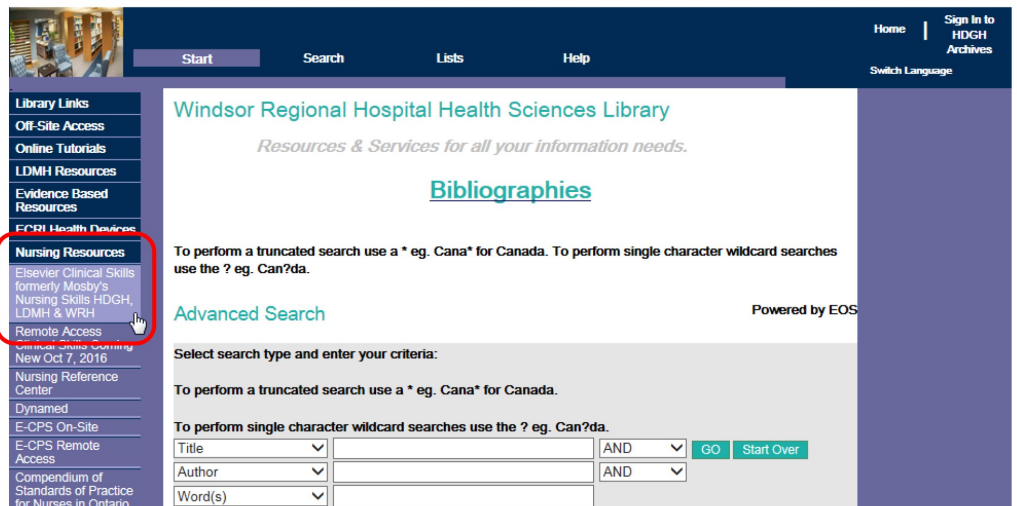 Home | Sign In to
HDGH
Archives
Start Search Lists Help
Switch Language
Library Links
Off-Site Access
Online Tutorials
LDMH Resources
Evidence Based
Resources
ECRI Health Devices
Nursing Resources
Elsevier Clinical Skills
formerly Mosby's
Nursing Skills HDGH,
LDMH & WRH
Remote Access
Clinical Skills Coming
New Oct 7, 2016
Nursing Reference
Center
Dynamed
E-CPS On-Site
E-CPS Remote
Access
Compendium of
Standards of Practice
for Nurses in Ontario
Windsor Regional Hospital Health Sciences Library
Resources & Services for all your information needs.
Bibliographies
To perform a truncated search use a * eg. Cana* for Canada. To perform single character wildcard searches
use the ? eg. Can?da.
Advanced Search
Powered by EOS
Select search type and enter your criteria:
To perform a truncated search use a * eg. Cana* for Canada.
To perform single character wildcard searches use the ? eg. Can?da.
Title AND GO Start Over
Author AND
Word(s)